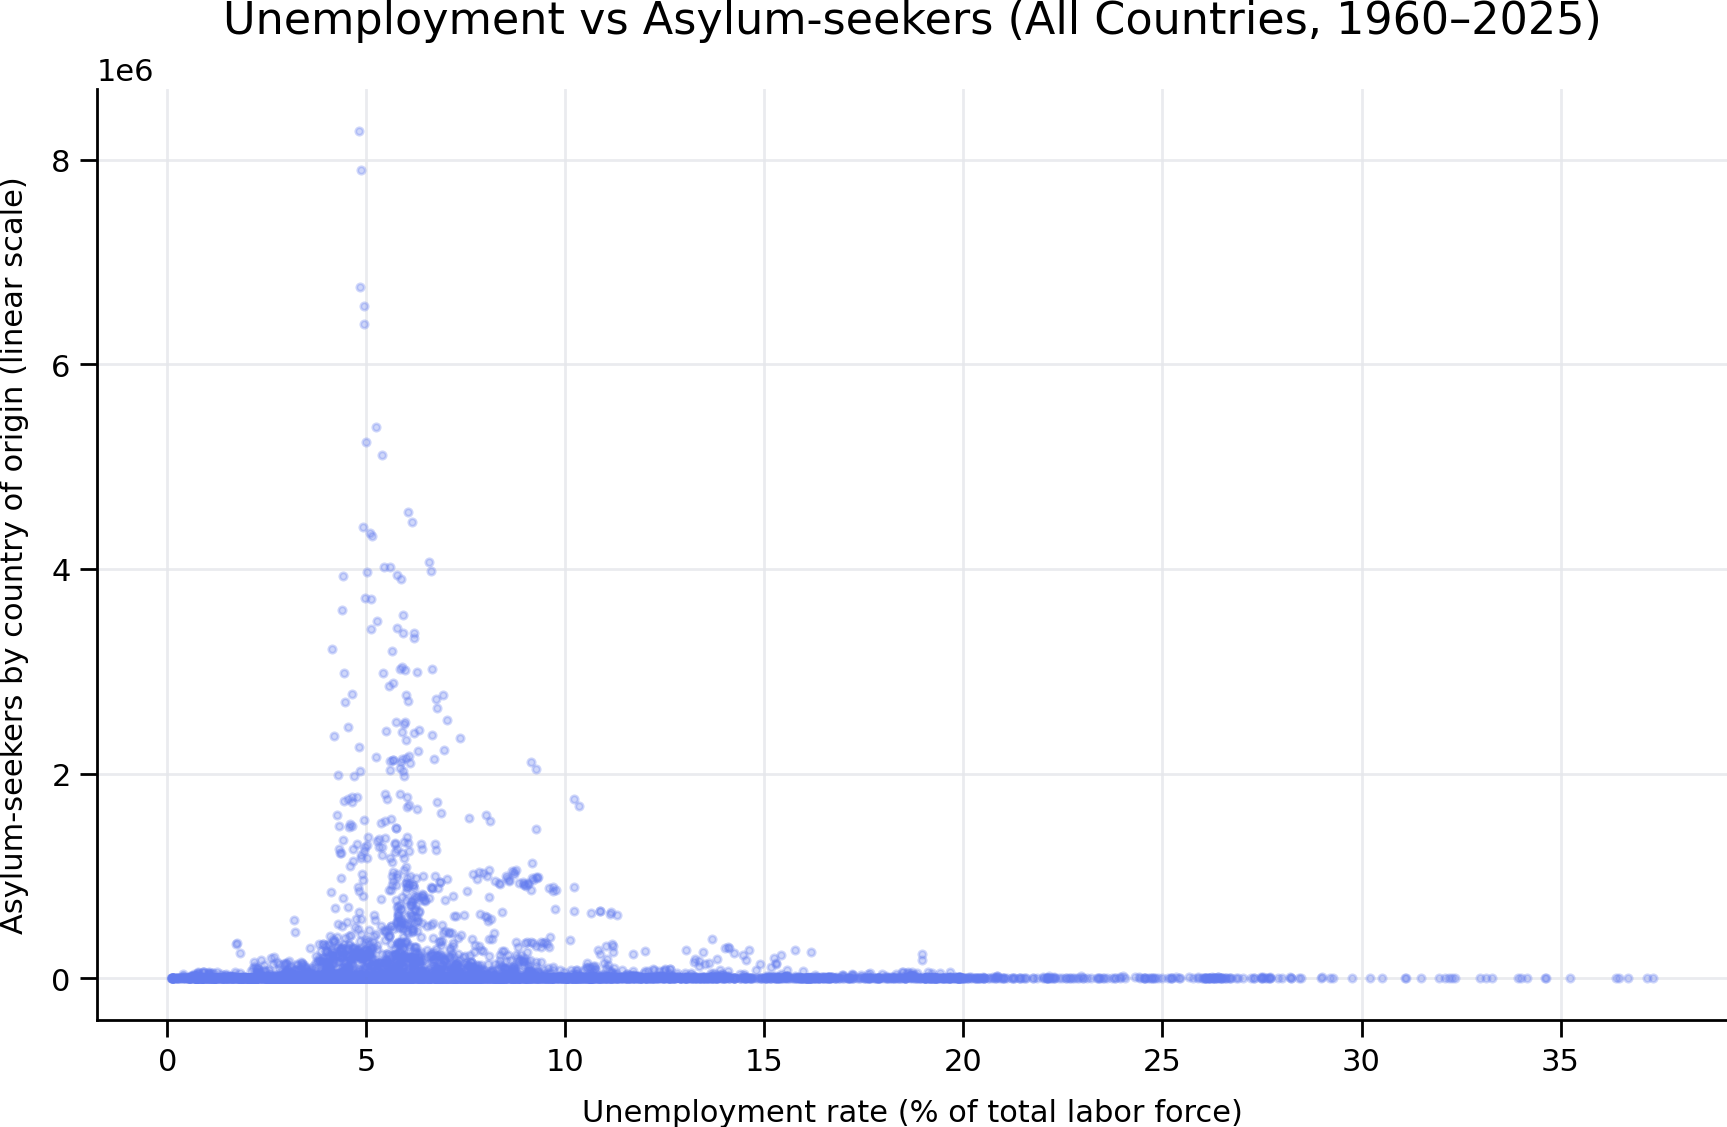 Unemployment vs Asylum-seekers (All Countries, 1960–2025)
1e6
8
6
4
2
0
Asylum-seekers by country of origin (linear scale)
0 5 10 15 20 25 30 35
Unemployment rate (% of total labor force)